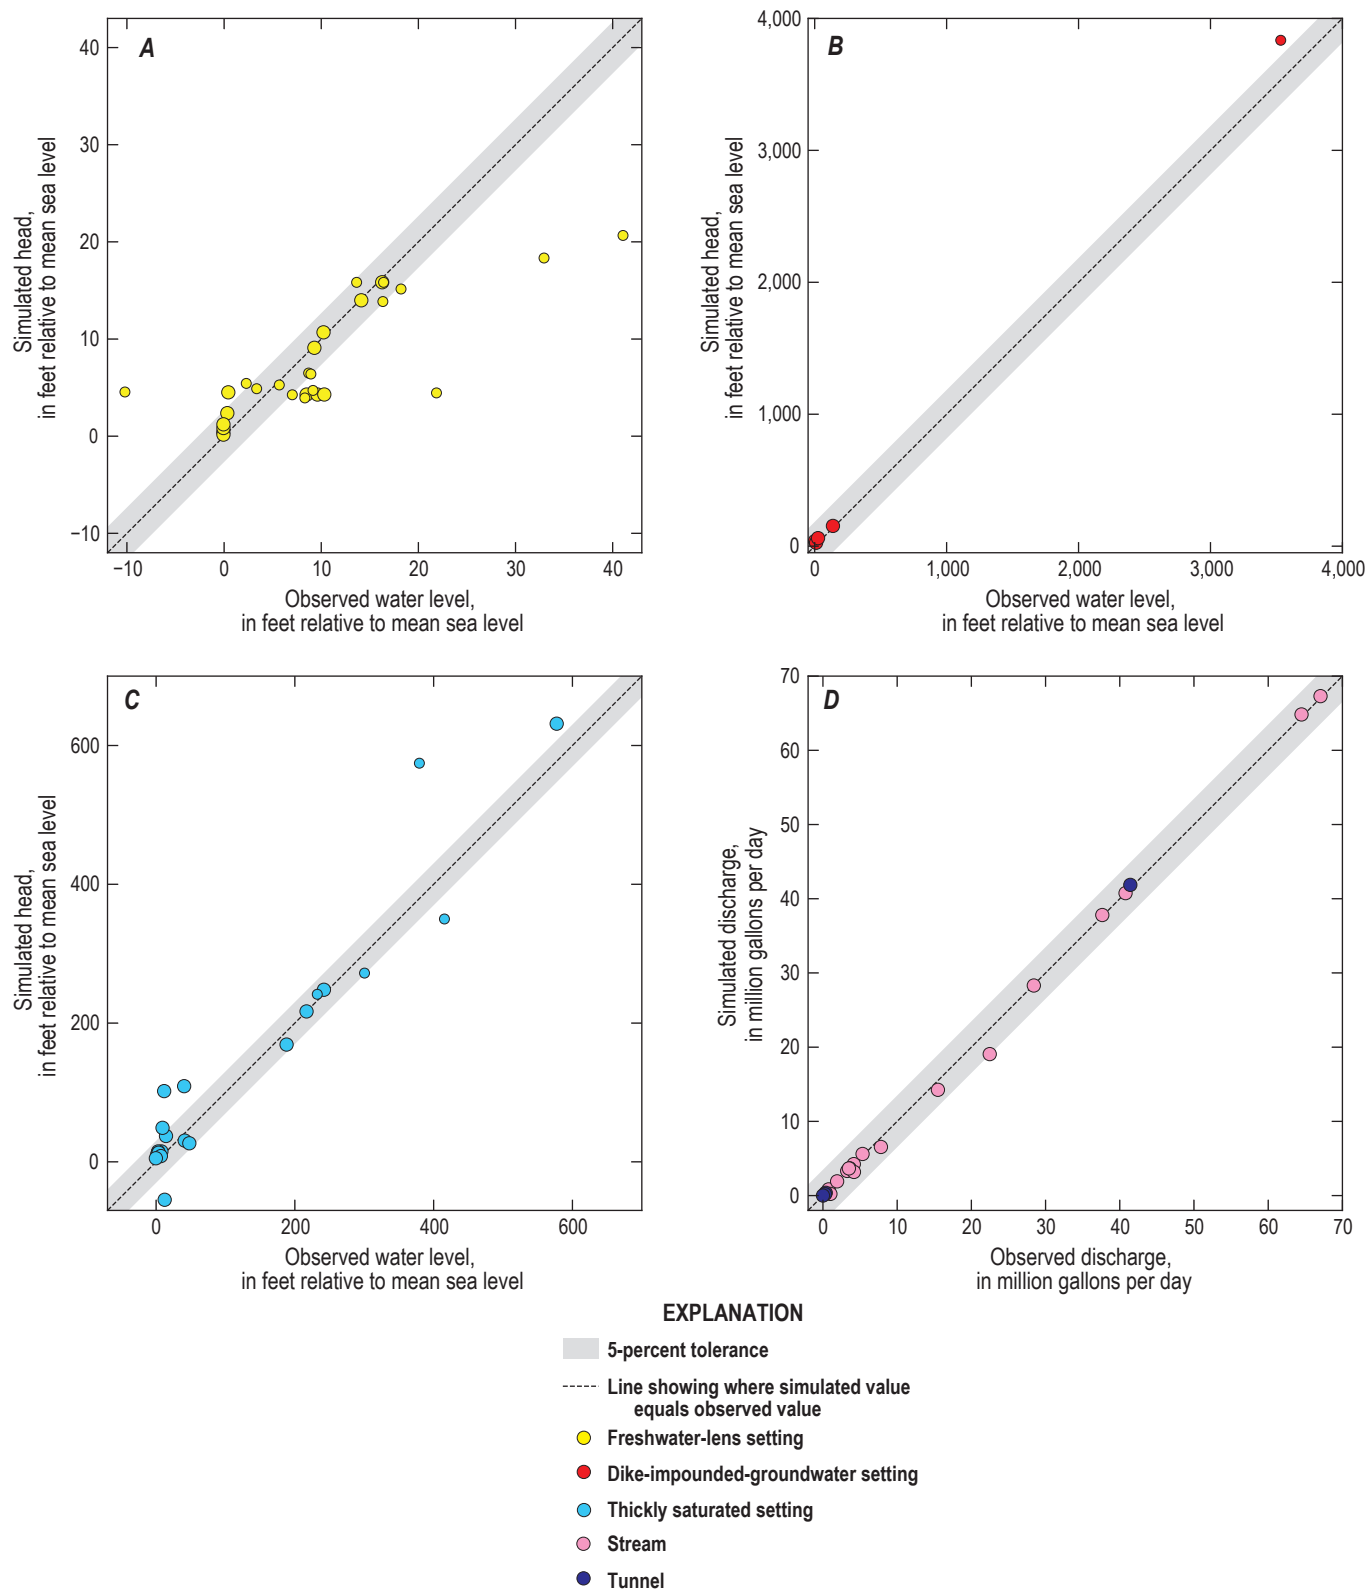 A
Simulated head,
in feet relative to mean sea level
40
30
20
10
0
−10
−10 0 10 20 30 40
Observed water level,
in feet relative to mean sea level
B
Simulated head,
in feet relative to mean sea level
4,000
3,000
2,000
1,000
0
0 1,000 2,000 3,000 4,000
Observed water level,
in feet relative to mean sea level
C
Simulated head,
in feet relative to mean sea level
600
400
200
0
0 200 400 600
Observed water level,
in feet relative to mean sea level
D
Simulated discharge,
in million gallons per day
70
60
50
40
30
20
10
0
0 10 20 30 40 50 60 70
Observed discharge,
in million gallons per day
EXPLANATION
5-percent tolerance
Line showing where simulated value
equals observed value
Freshwater-lens setting
Dike-impounded-groundwater setting
Thickly saturated setting
Stream
Tunnel